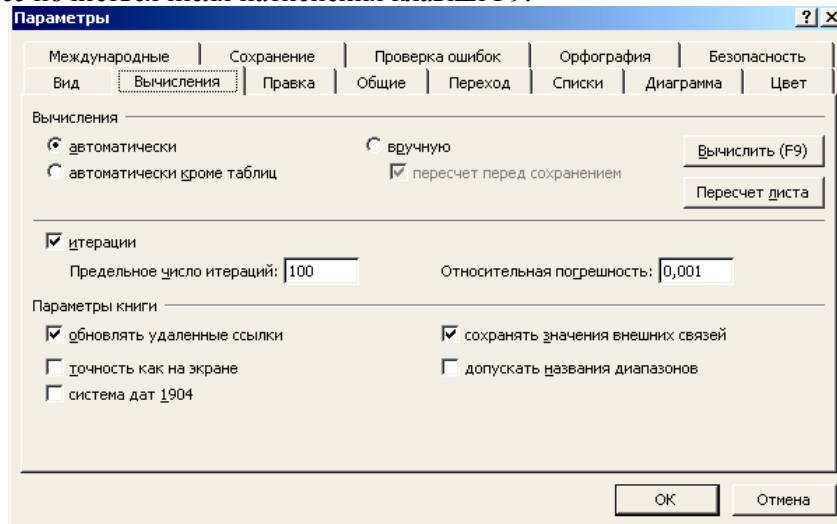 Параметры
Международные Сохранение Проверка ошибок Орфография Безопасность
Вид Вычисления Правка Общие Переход Списки Диаграмма Цвет
Вычисления
автоматически вручную Вычислить (F9)
автоматически кроме таблиц пересчет перед сохранением
Пересчет листа
итерации
Предельное число итераций: 100 Относительная погрешность: 0,001
Параметры книги
обновлять удаленные ссылки сохранять значения внешних связей
точность как на экране допускать названия диапазонов
система дат 1904
ОК Отмена